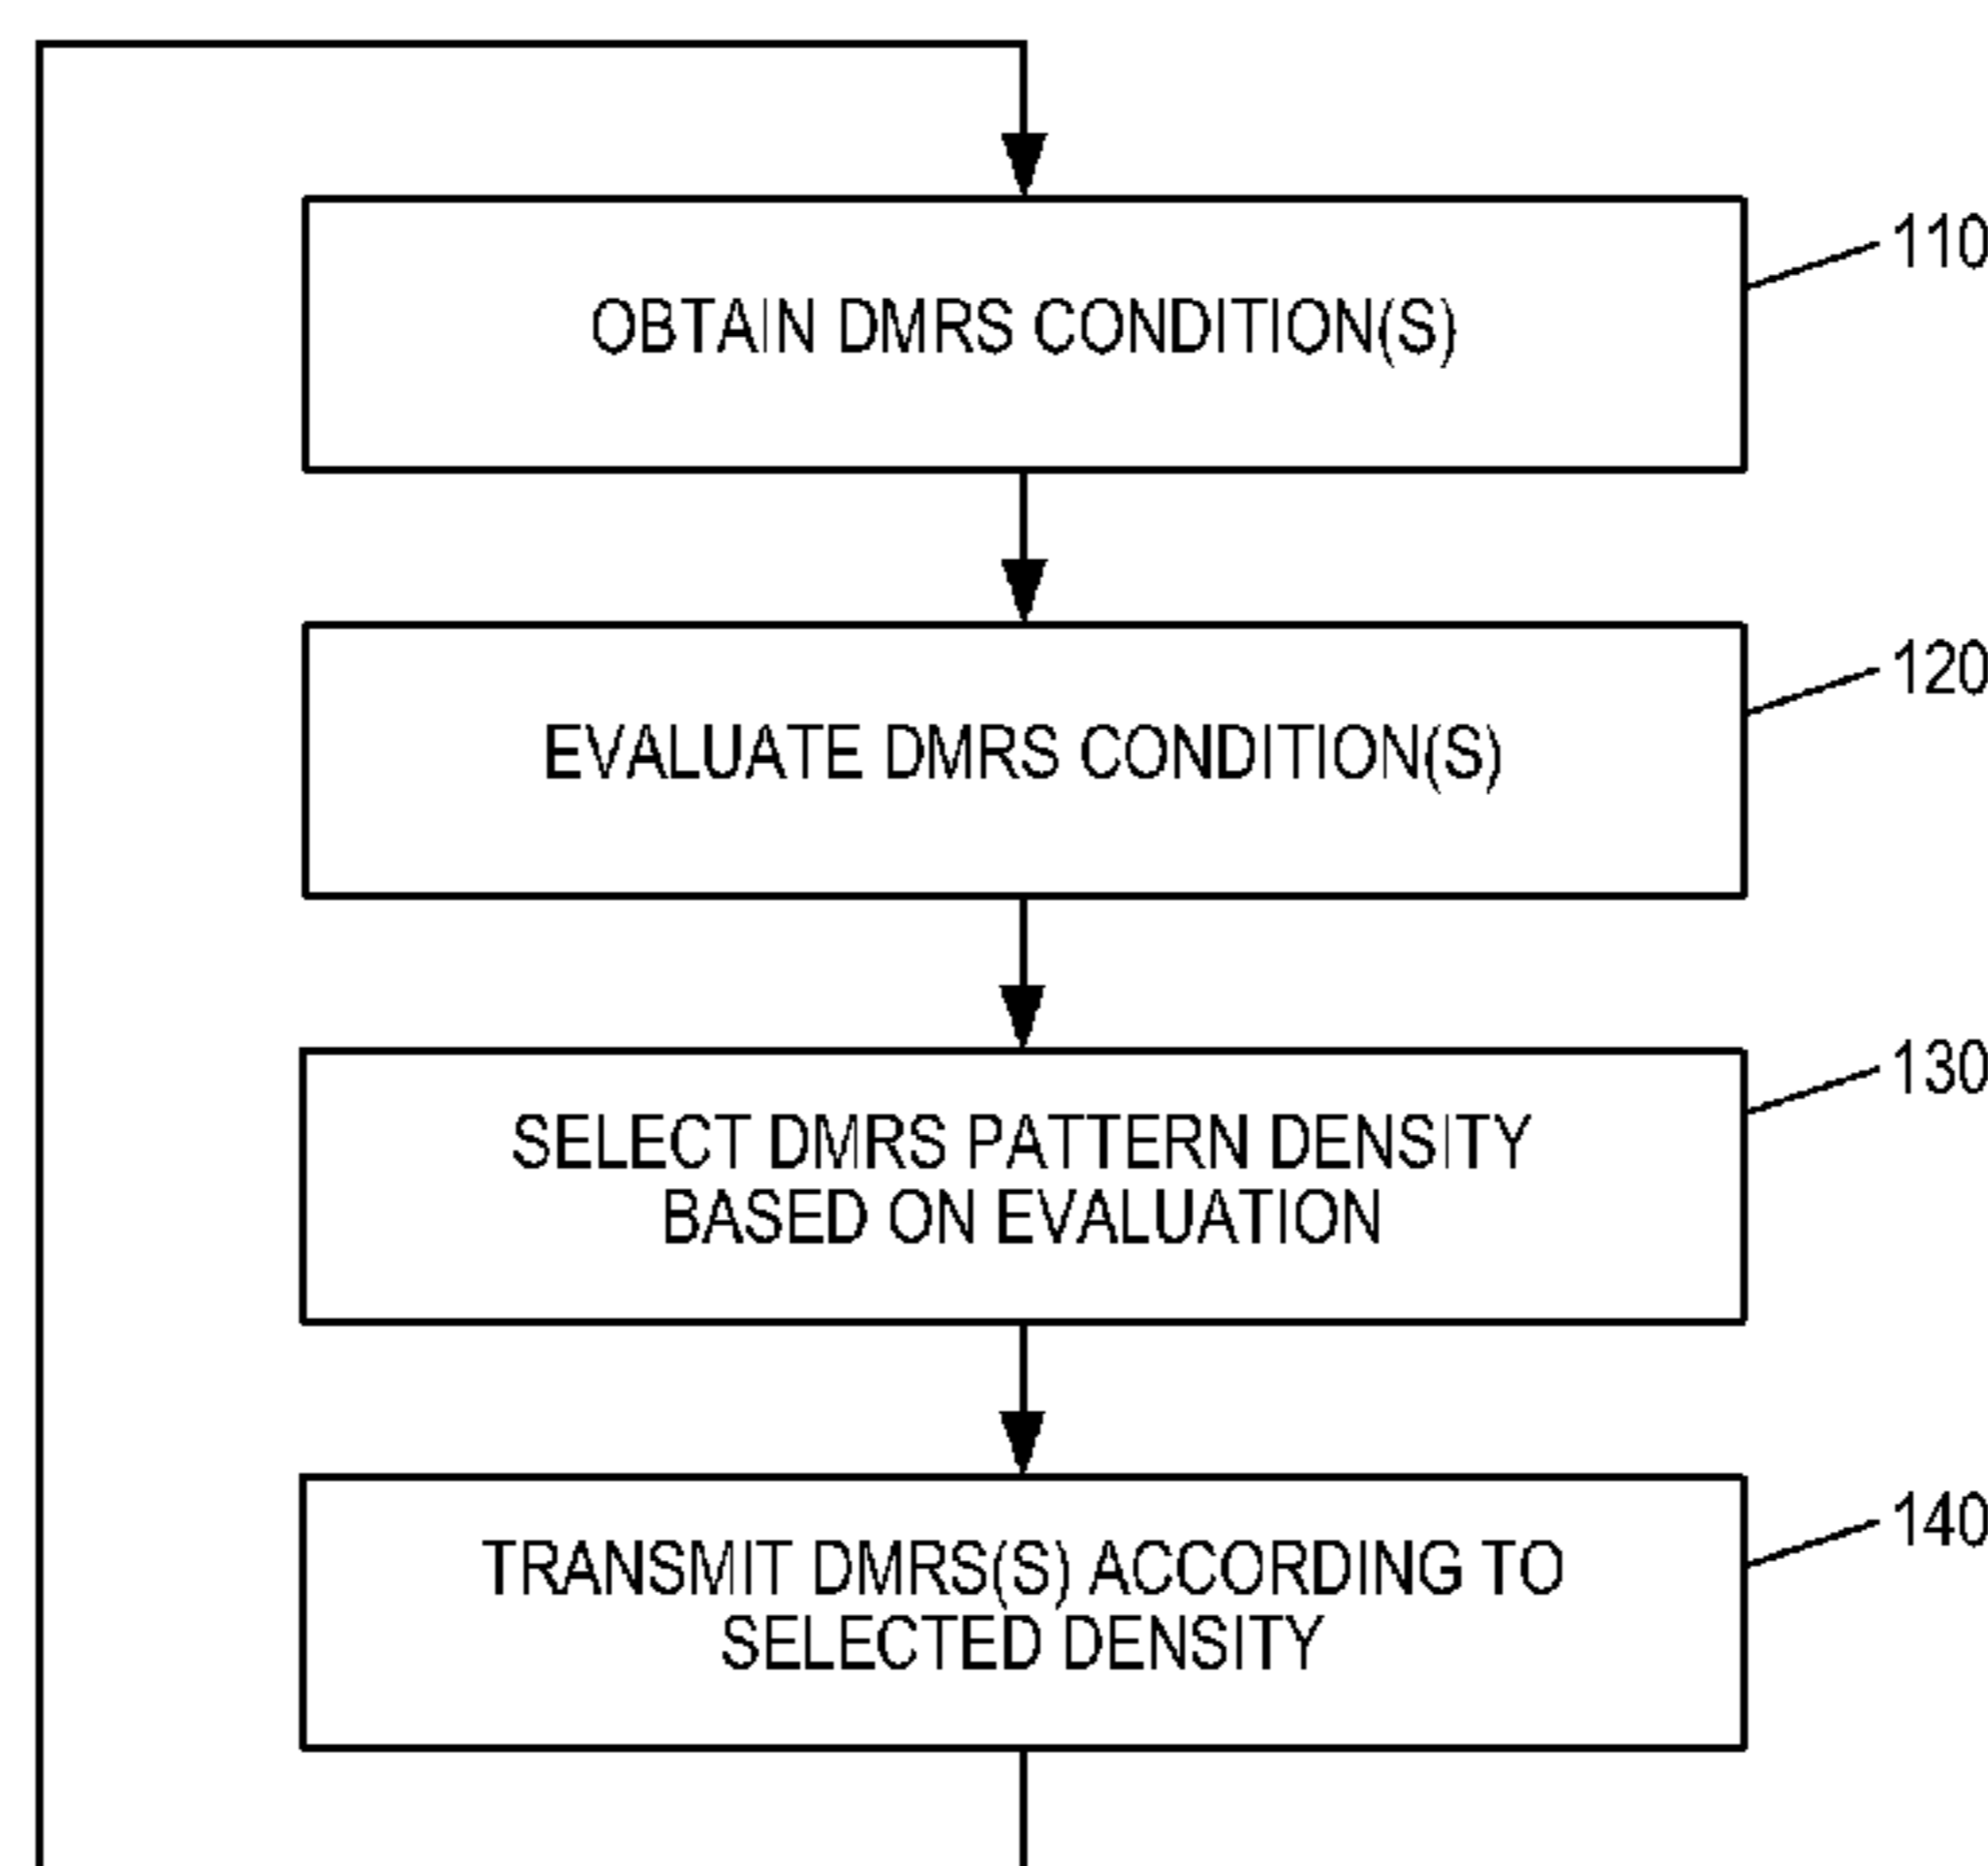 110
OBTAIN DMRS CONDITION(S)
120
EVALUATE DMRS CONDITION(S)
130
SELECT DMRS PATTERN DENSITY
BASED ON EVALUATION
140
TRANSMIT DMRS(S) ACCORDING TO
SELECTED DENSITY